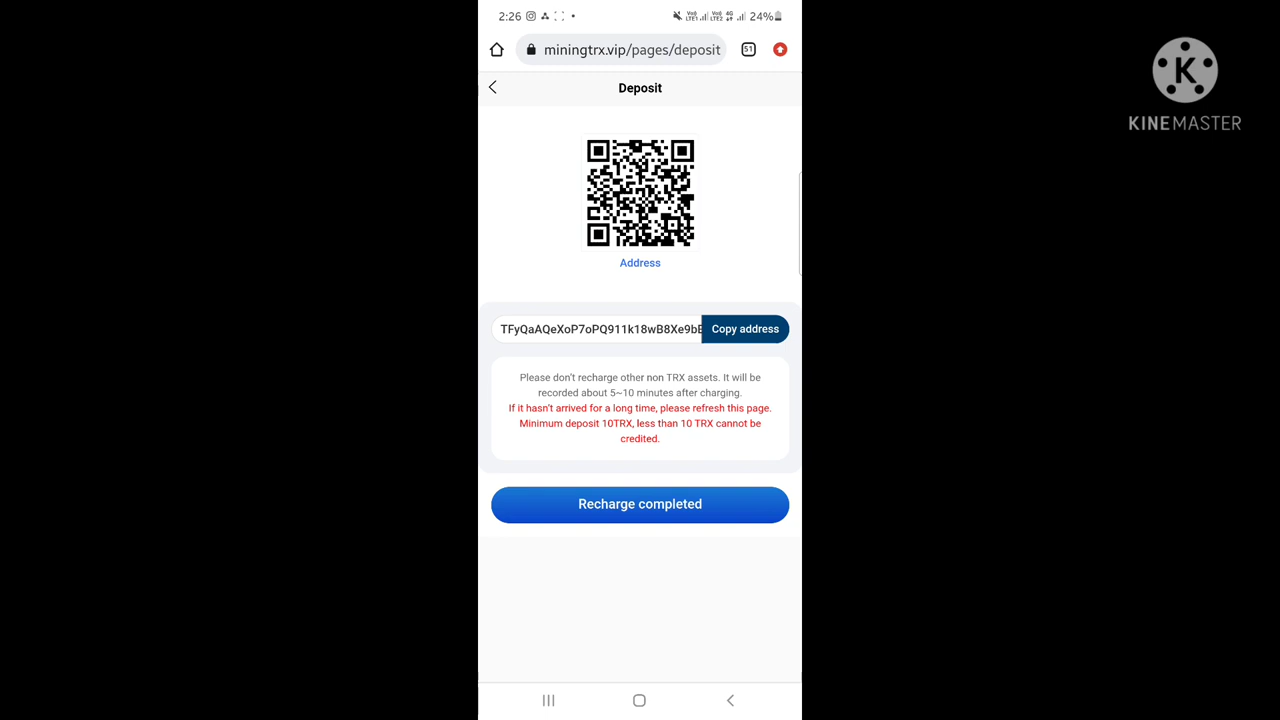 2:26
24%
miningtrx.vip/pages/deposit
51
Deposit
K
KINEMASTER
Address
TFyQaAQeXoP7oPQ911k18wB8Xe9bE
Copy address
Please don't recharge other non TRX assets. It will be
recorded about 5~10 minutes after charging.
If it hasn't arrived for a long time, please refresh this page.
Minimum deposit 10TRX, less than 10 TRX cannot be
credited.
Recharge completed